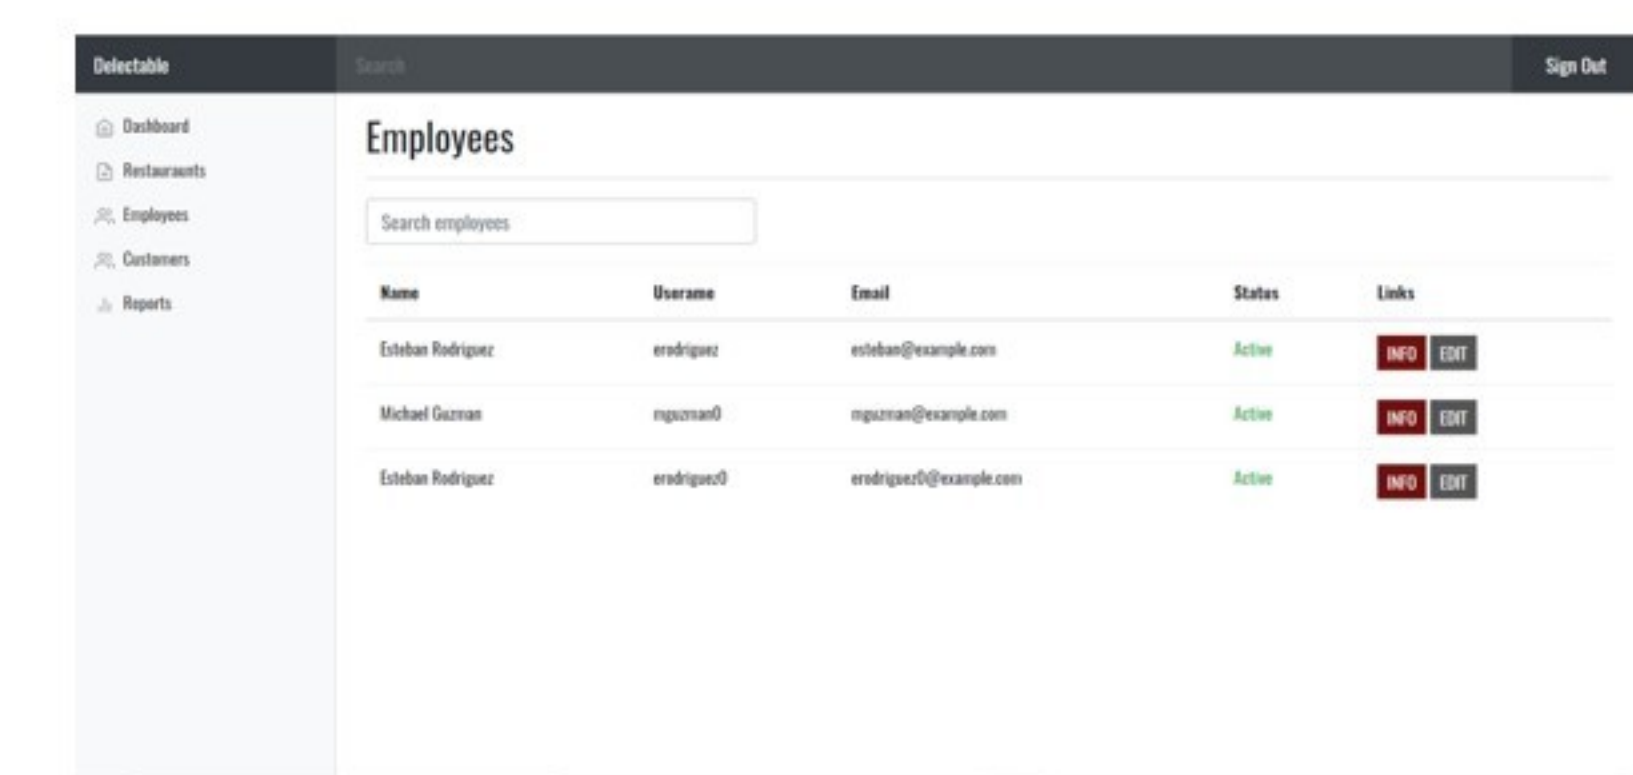 Delectable Search Sign Out
Dashboard
Restauraunts
Employees
Customers
Reports
Employees
Search employees
Name Userame Email Status Links
Esteban Rodriguez erodriguez esteban@example.com Active INFO EDIT
Michael Guzman mguzman0 mguzman@example.com Active INFO EDIT
Esteban Rodriguez erodriguez0 erodriguez0@example.com Active INFO EDIT